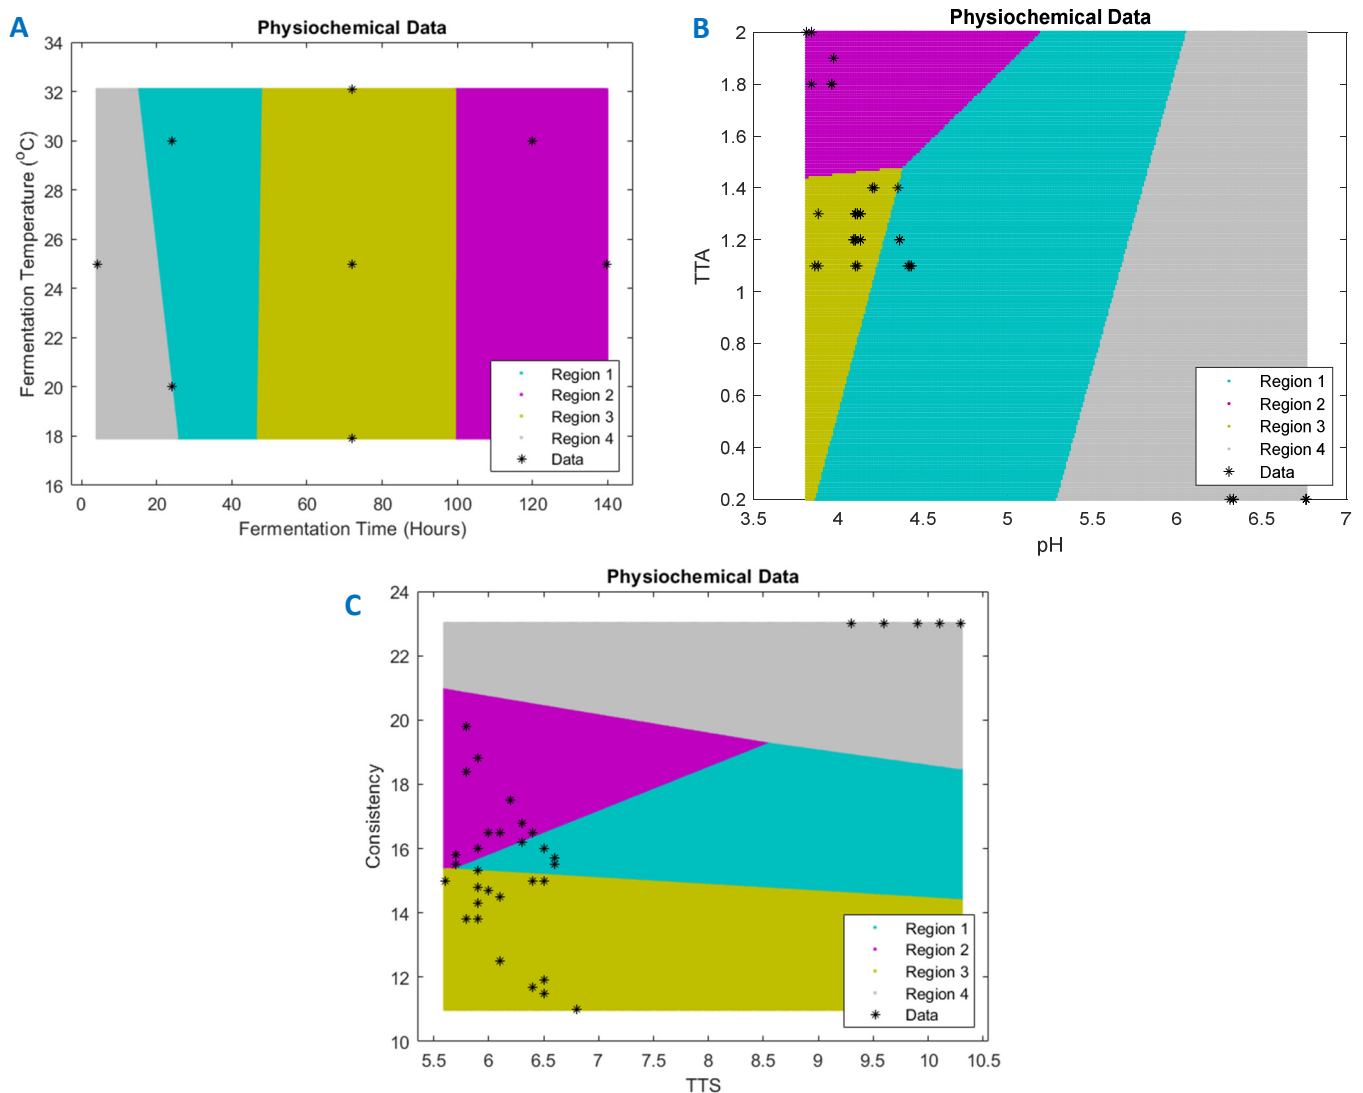 A
Physiochemical Data
34
32
30
28
26
24
22
20
18
16
Fermentation Temperature (°C)
0 20 40 60 80 100 120 140
Fermentation Time (Hours)
Region 1
Region 2
Region 3
Region 4
Data
B
Physiochemical Data
2
1.8
1.6
1.4
1.2
1
0.8
0.6
0.4
0.2
TTA
3.5 4 4.5 5 5.5 6 6.5 7
pH
Region 1
Region 2
Region 3
Region 4
Data
C
Physiochemical Data
24
22
20
18
16
14
12
10
Consistency
5.5 6 6.5 7 7.5 8 8.5 9 9.5 10 10.5
TTS
Region 1
Region 2
Region 3
Region 4
Data